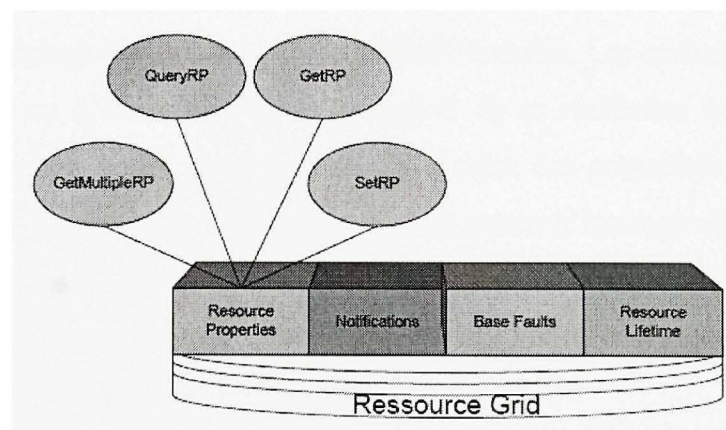 QueryRP
GetRP
GetMultipleRP
SetRP
Resource
Properties
Notifications
Base Faults
Resource
Lifetime
Ressource Grid